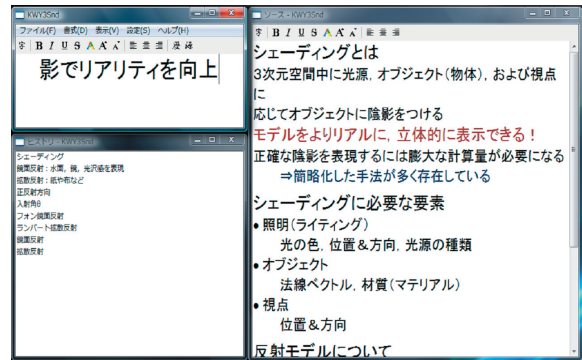 KWY3Snd
ファイル(F) 書式(O) 表示(V) 設定(S) ヘルプ(H)
字 B I U S A A A
影でリアリティを向上
ヒストリ - KWY3Snd
シェーディング
鏡面反射:水面, 鏡, 光沢感を表現
拡散反射:紙や布など
正反射方向
入射角θ
フォン鏡面反射
ランバート拡散反射
鏡面反射
拡散反射
ソース - KWY3Snd
字 B I U S A A A
シェーディングとは
3次元空間中に光源, オブジェクト(物体), および視点
に
応じてオブジェクトに陰影をつける
モデルをよりリアルに, 立体的に表示できる!
正確な陰影を表現するには膨大な計算量が必要になる
⇒簡略化した手法が多く存在している
シェーディングに必要な要素
• 照明(ライティング)
光の色, 位置&方向, 光源の種類
• オブジェクト
法線ベクトル, 材質(マテリアル)
• 視点
位置&方向
反射モデルについて